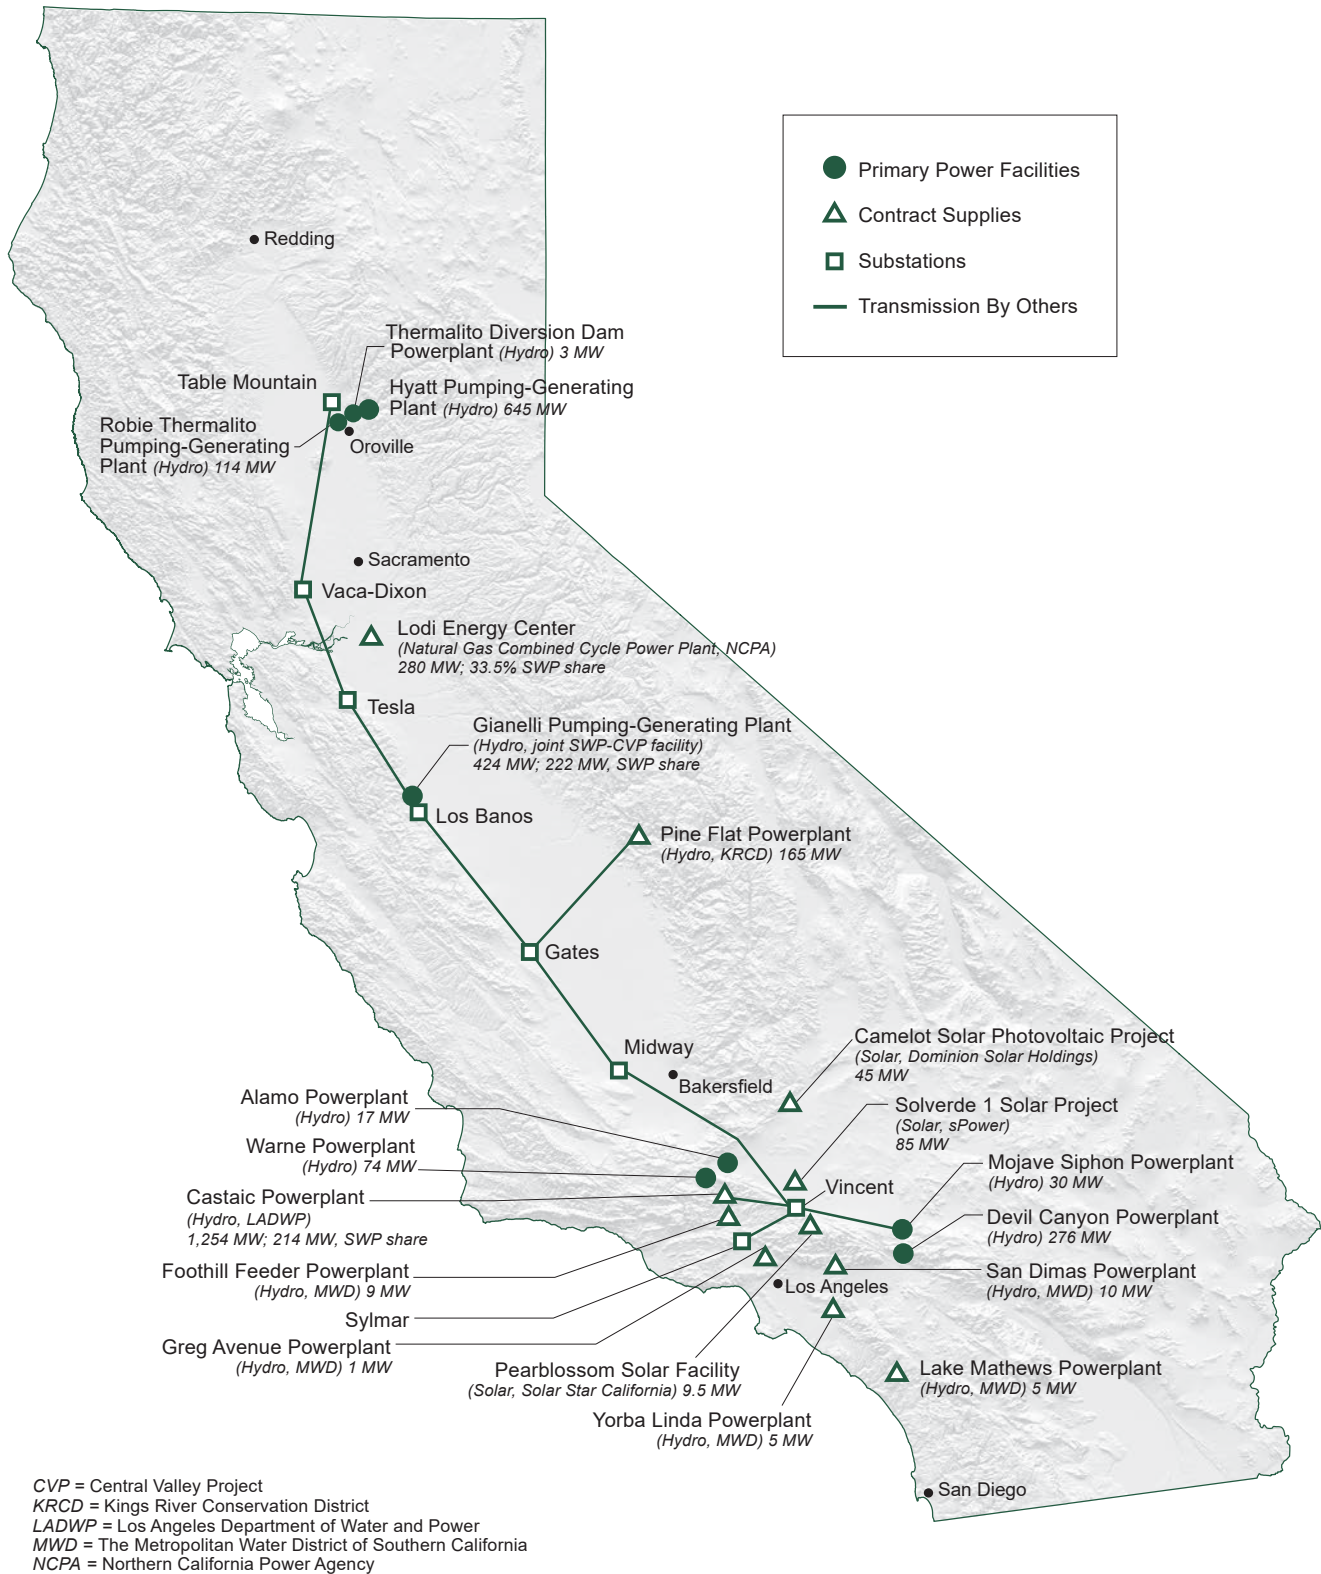 Primary Power Facilities
Contract Supplies
Substations
Transmission By Others
Redding
Thermalito Diversion Dam
Powerplant (Hydro) 3 MW
Table Mountain
Hyatt Pumping-Generating
Plant (Hydro) 645 MW
Robie Thermalito
Pumping-Generating
Plant (Hydro) 114 MW
Oroville
Sacramento
Vaca-Dixon
Lodi Energy Center
(Natural Gas Combined Cycle Power Plant, NCPA)
280 MW; 33.5% SWP share
Tesla
Gianelli Pumping-Generating Plant
(Hydro, joint SWP-CVP facility)
424 MW; 222 MW, SWP share
Los Banos
Pine Flat Powerplant
(Hydro, KRCD) 165 MW
Gates
Midway
Bakersfield
Camelot Solar Photovoltaic Project
(Solar, Dominion Solar Holdings)
45 MW
Alamo Powerplant
(Hydro) 17 MW
Solverde 1 Solar Project
(Solar, sPower)
85 MW
Warne Powerplant
(Hydro) 74 MW
Mojave Siphon Powerplant
(Hydro) 30 MW
Vincent
Castaic Powerplant
(Hydro, LADWP)
1,254 MW; 214 MW, SWP share
Devil Canyon Powerplant
(Hydro) 276 MW
Foothill Feeder Powerplant
(Hydro, MWD) 9 MW
San Dimas Powerplant
(Hydro, MWD) 10 MW
Los Angeles
Sylmar
Greg Avenue Powerplant
(Hydro, MWD) 1 MW
Pearblossom Solar Facility
(Solar, Solar Star California) 9.5 MW
Lake Mathews Powerplant
(Hydro, MWD) 5 MW
Yorba Linda Powerplant
(Hydro, MWD) 5 MW
San Diego
CVP = Central Valley Project
KRCD = Kings River Conservation District
LADWP = Los Angeles Department of Water and Power
MWD = The Metropolitan Water District of Southern California
NCPA = Northern California Power Agency